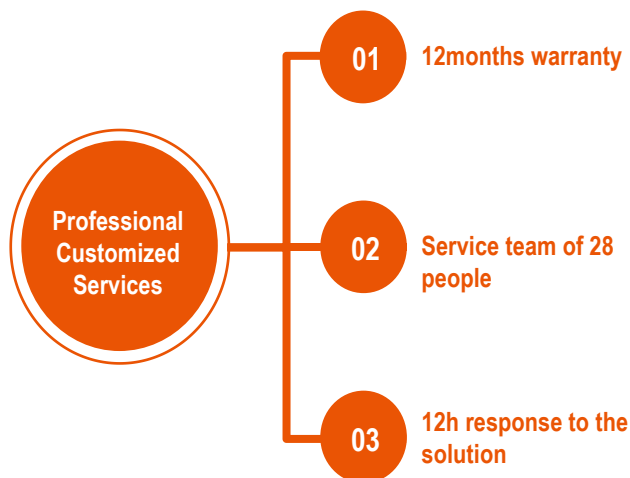 01
12months warranty
Professional
Customized
Services
02
Service team of 28
people
03
12h response to the
solution